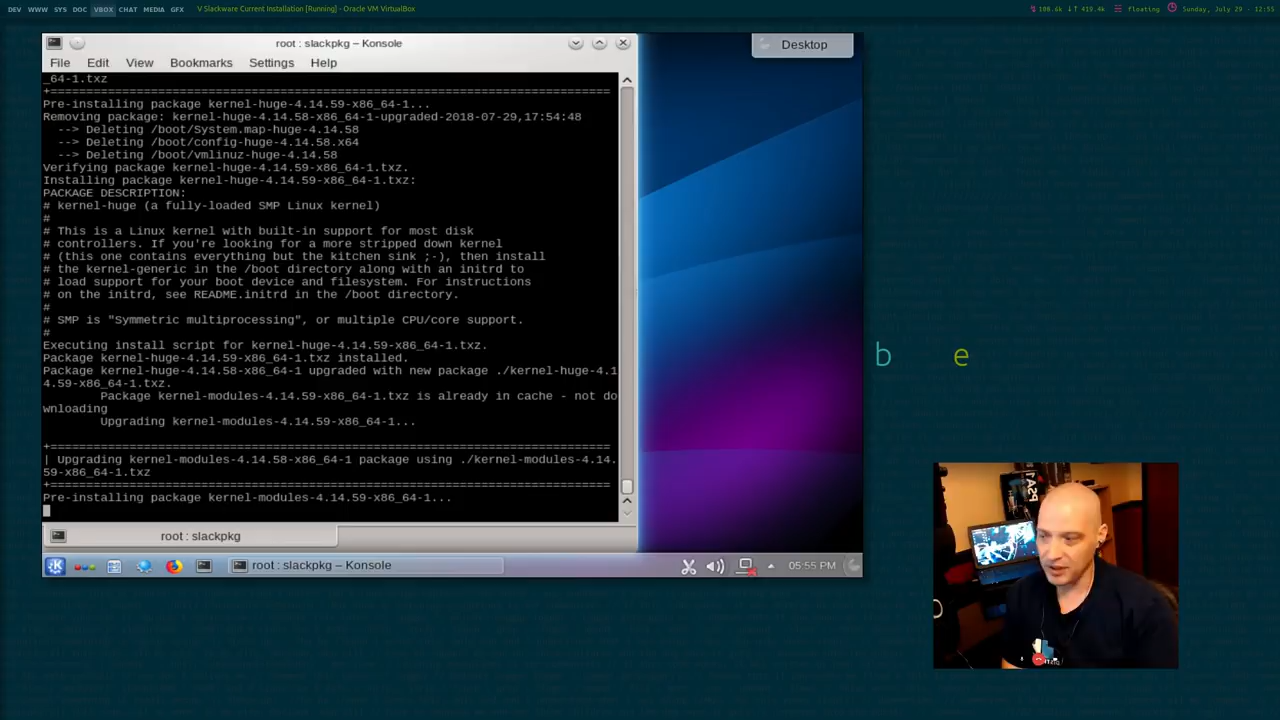 DEV WWW SYS DOC VBOX CHAT MEDIA GFX V Slackware Current Installation [Running] - Oracle VM VirtualBox
floating Sunday, July 29 - 12:55
root : slackpkg – Konsole
Desktop
File Edit View Bookmarks Settings Help
_64-1.txz
+==============================================================================
Pre-installing package kernel-huge-4.14.59-x86_64-1...
Removing package: kernel-huge-4.14.58-x86_64-1-upgraded-2018-07-29,17:54:48
--> Deleting /boot/System.map-huge-4.14.58
--> Deleting /boot/config-huge-4.14.58.x64
--> Deleting /boot/vmlinuz-huge-4.14.58
Verifying package kernel-huge-4.14.59-x86_64-1.txz.
Installing package kernel-huge-4.14.59-x86_64-1.txz:
PACKAGE DESCRIPTION:
# kernel-huge (a fully-loaded SMP Linux kernel)
#
# This is a Linux kernel with built-in support for most disk
# controllers. If you're looking for a more stripped down kernel
# (this one contains everything but the kitchen sink ;-), then install
# the kernel-generic in the /boot directory along with an initrd to
# load support for your boot device and filesystem. For instructions
# on the initrd, see README.initrd in the /boot directory.
#
# SMP is "Symmetric multiprocessing", or multiple CPU/core support.
#
Executing install script for kernel-huge-4.14.59-x86_64-1.txz.
Package kernel-huge-4.14.59-x86_64-1.txz installed.
Package kernel-huge-4.14.58-x86_64-1 upgraded with new package ./kernel-huge-4.1
4.59-x86_64-1.txz.
Package kernel-modules-4.14.59-x86_64-1.txz is already in cache - not do
wnloading
Upgrading kernel-modules-4.14.59-x86_64-1...
+==============================================================================
| Upgrading kernel-modules-4.14.58-x86_64-1 package using ./kernel-modules-4.14.
59-x86_64-1.txz
+==============================================================================
Pre-installing package kernel-modules-4.14.59-x86_64-1...
root : slackpkg
root : slackpkg – Konsole
05:55 PM
b e